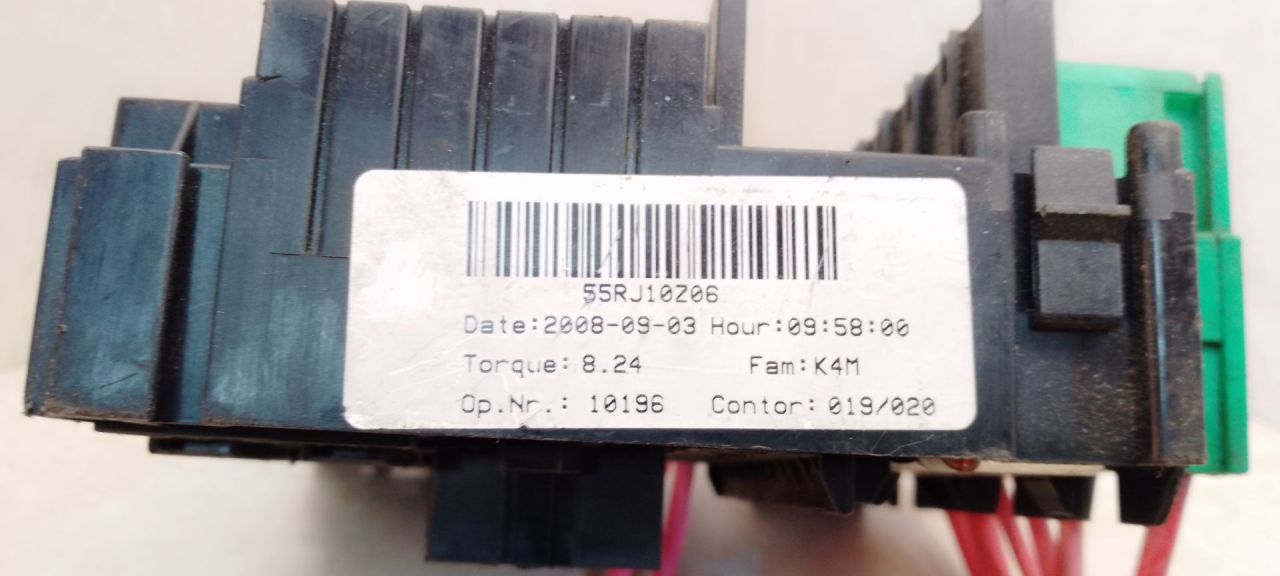 55RJ10Z06
Date:2008-09-03 Hour:09:58:00
Torque: 8.24 Fam:K4M
Op.Nr.: 10196 Contor: 019/020